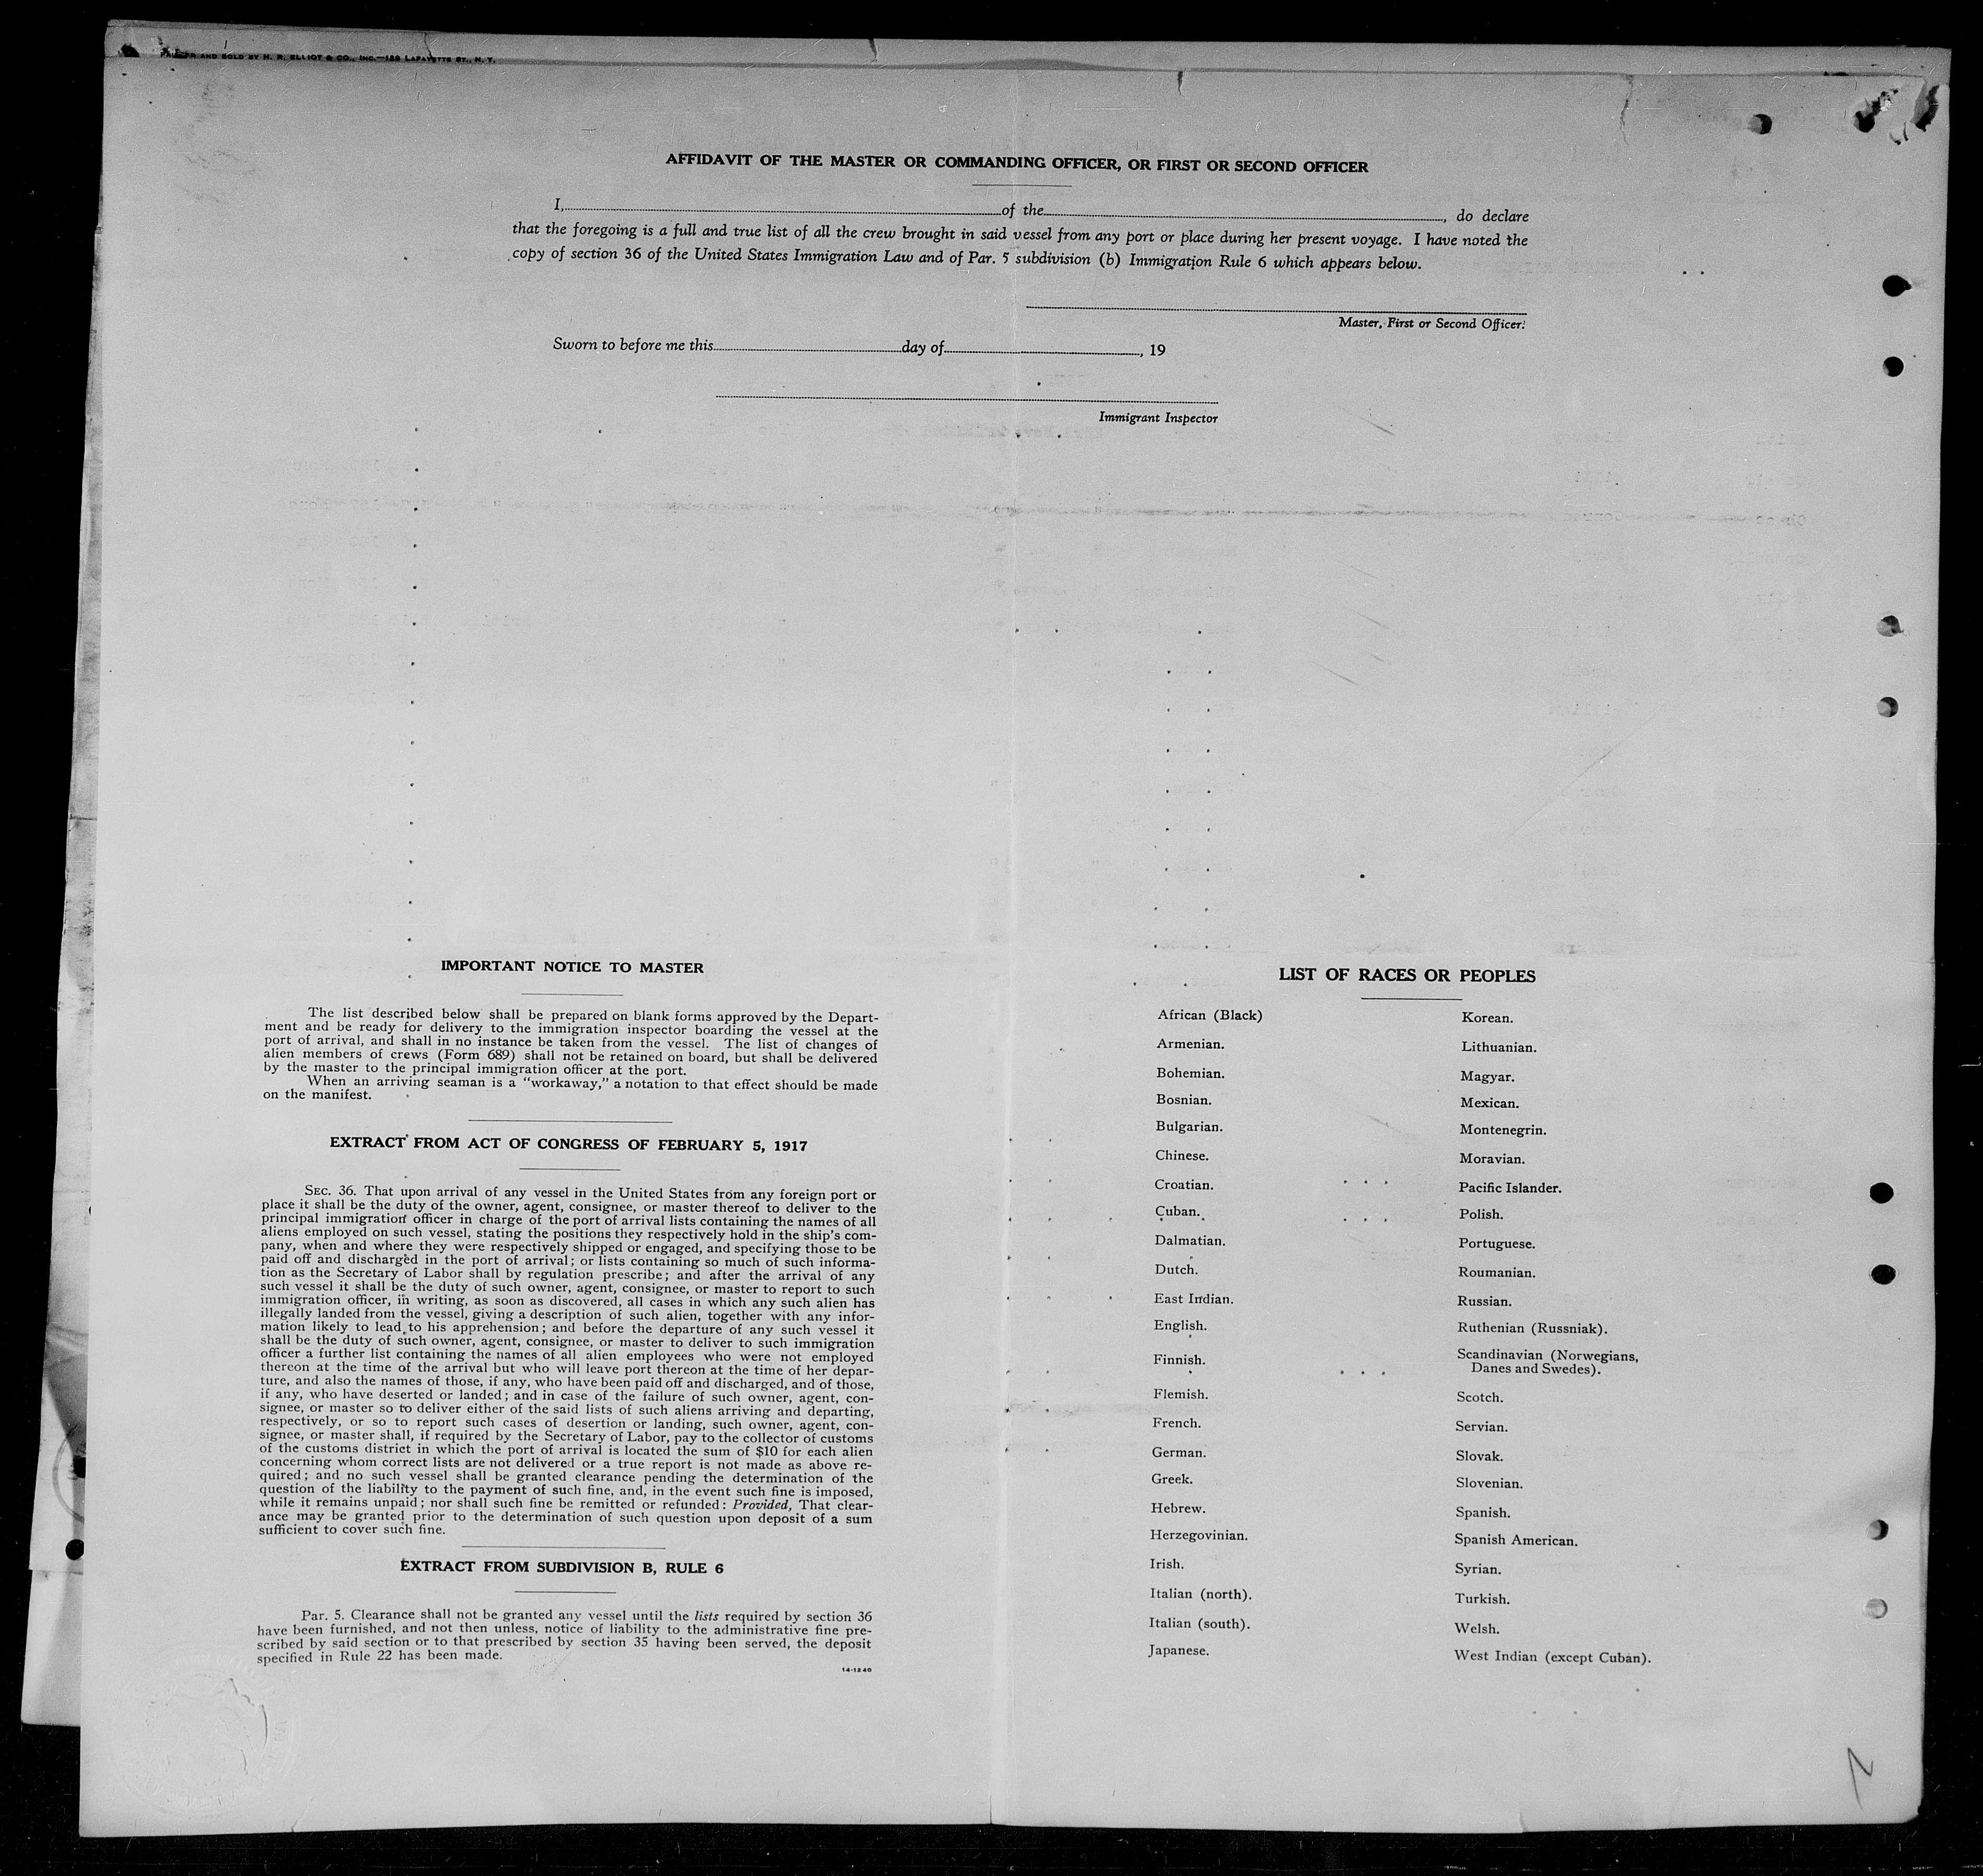 PRINTED AND SOLD BY H. R. ELLIOT & CO., INC.—129 LAFAYETTE ST., N. Y.
AFFIDAVIT OF THE MASTER OR COMMANDING OFFICER, OR FIRST OR SECOND OFFICER
I, of the , do declare
that the foregoing is a full and true list of all the crew brought in said vessel from any port or place during her present voyage. I have noted the
copy of section 36 of the United States Immigration Law and of Par. 5 subdivision (b) Immigration Rule 6 which appears below.
Master, First or Second Officer.
Sworn to before me this day of , 19
Immigrant Inspector
IMPORTANT NOTICE TO MASTER
The list described below shall be prepared on blank forms approved by the Depart-
ment and be ready for delivery to the immigration inspector boarding the vessel at the
port of arrival, and shall in no instance be taken from the vessel. The list of changes of
alien members of crews (Form 689) shall not be retained on board, but shall be delivered
by the master to the principal immigration officer at the port.
When an arriving seaman is a "workaway," a notation to that effect should be made
on the manifest.
EXTRACT FROM ACT OF CONGRESS OF FEBRUARY 5, 1917
SEC. 36. That upon arrival of any vessel in the United States from any foreign port or
place it shall be the duty of the owner, agent, consignee, or master thereof to deliver to the
principal immigration officer in charge of the port of arrival lists containing the names of all
aliens employed on such vessel, stating the positions they respectively hold in the ship's com-
pany, when and where they were respectively shipped or engaged, and specifying those to be
paid off and discharged in the port of arrival; or lists containing so much of such informa-
tion as the Secretary of Labor shall by regulation prescribe; and after the arrival of any
such vessel it shall be the duty of such owner, agent, consignee, or master to report to such
immigration officer, in writing, as soon as discovered, all cases in which any such alien has
illegally landed from the vessel, giving a description of such alien, together with any infor-
mation likely to lead to his apprehension; and before the departure of any such vessel it
shall be the duty of such owner, agent, consignee, or master to deliver to such immigration
officer a further list containing the names of all alien employees who were not employed
thereon at the time of the arrival but who will leave port thereon at the time of her depar-
ture, and also the names of those, if any, who have been paid off and discharged, and of those,
if any, who have deserted or landed; and in case of the failure of such owner, agent, con-
signee, or master so to deliver either of the said lists of such aliens arriving and departing,
respectively, or so to report such cases of desertion or landing, such owner, agent, con-
signee, or master shall, if required by the Secretary of Labor, pay to the collector of customs
of the customs district in which the port of arrival is located the sum of $10 for each alien
concerning whom correct lists are not delivered or a true report is not made as above re-
quired; and no such vessel shall be granted clearance pending the determination of the
question of the liability to the payment of such fine, and, in the event such fine is imposed,
while it remains unpaid; nor shall such fine be remitted or refunded: Provided, That clear-
ance may be granted prior to the determination of such question upon deposit of a sum
sufficient to cover such fine.
EXTRACT FROM SUBDIVISION B, RULE 6
Par. 5. Clearance shall not be granted any vessel until the lists required by section 36
have been furnished, and not then unless, notice of liability to the administrative fine pre-
scribed by said section or to that prescribed by section 35 having been served, the deposit
specified in Rule 22 has been made.
14-1240
LIST OF RACES OR PEOPLES
African (Black)
Armenian.
Bohemian.
Bosnian.
Bulgarian.
Chinese.
Croatian.
Cuban.
Dalmatian.
Dutch.
East Indian.
English.
Finnish.
Flemish.
French.
German.
Greek.
Hebrew.
Herzegovinian.
Irish.
Italian (north).
Italian (south).
Japanese.
Korean.
Lithuanian.
Magyar.
Mexican.
Montenegrin.
Moravian.
Pacific Islander.
Polish.
Portuguese.
Roumanian.
Russian.
Ruthenian (Russniak).
Scandinavian (Norwegians,
Danes and Swedes).
Scotch.
Servian.
Slovak.
Slovenian.
Spanish.
Spanish American.
Syrian.
Turkish.
Welsh.
West Indian (except Cuban).